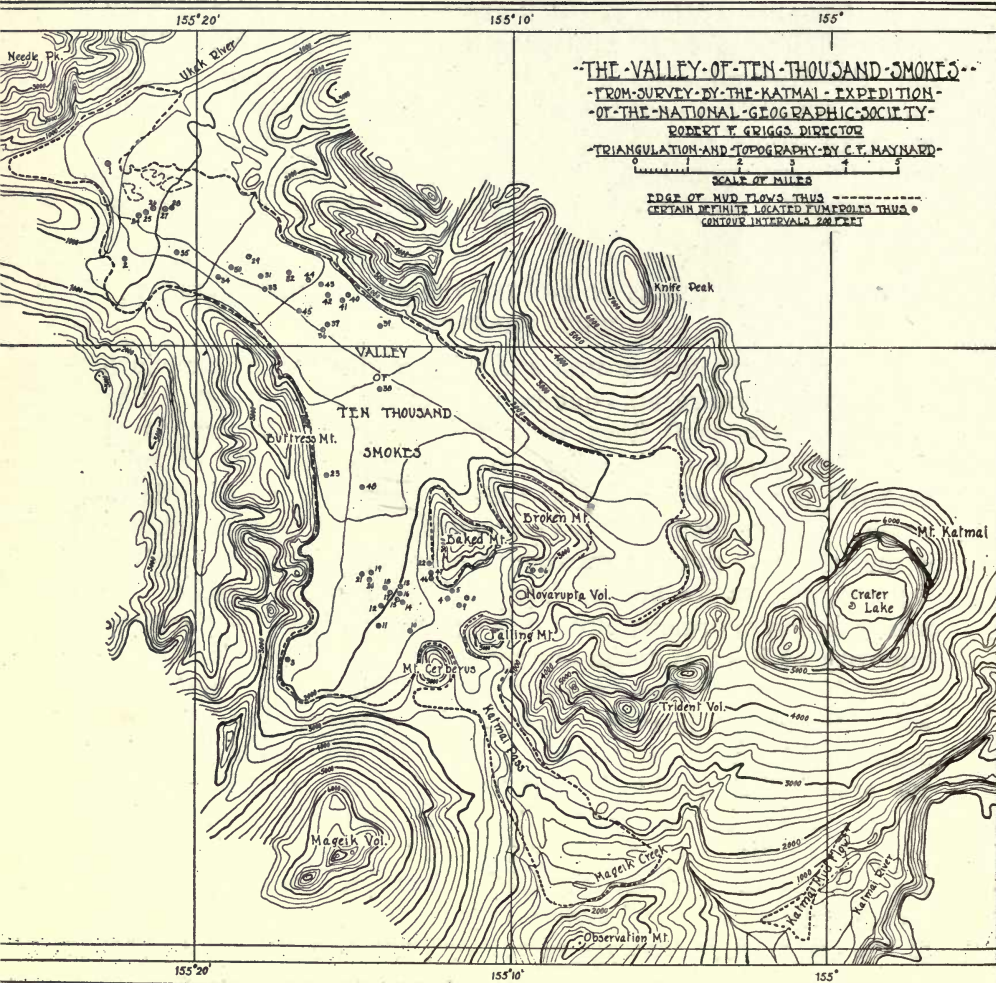 155°20' 155°10' 155°
Needle Pk.
Ukak River
--THE-VALLEY-OF-TEN-THOUSAND-SMOKES--
-FROM-SURVEY-BY-THE-KATMAI-EXPEDITION-
-OF-THE-NATIONAL-GEOGRAPHIC-SOCIETY-
ROBERT F. GRIGGS. DIRECTOR
-TRIANGULATION-AND-TOPOGRAPHY-BY C.F. MAYNARD-
0 1 2 3 4 5
SCALE OF MILES
EDGE OF MUD FLOWS THUS
CERTAIN DEFINITE LOCATED FUMEROLES THUS
CONTOUR INTERVALS 200 FEET
Knife Peak
VALLEY
OF
TEN THOUSAND
SMOKES
Buttress Mt.
Broken Mt.
Baked Mt.
Mt. Katmai
Crater
Lake
Novarupta Vol.
Falling Mt.
Mt. Cerberus
Trident Vol.
Katmai Pass
4000
3000
2000
1000
Mageik Vol.
Mageik Creek
Katmai Mud Flow
Katmai River
2000
Observation Mt.
155°20' 155°10' 155°